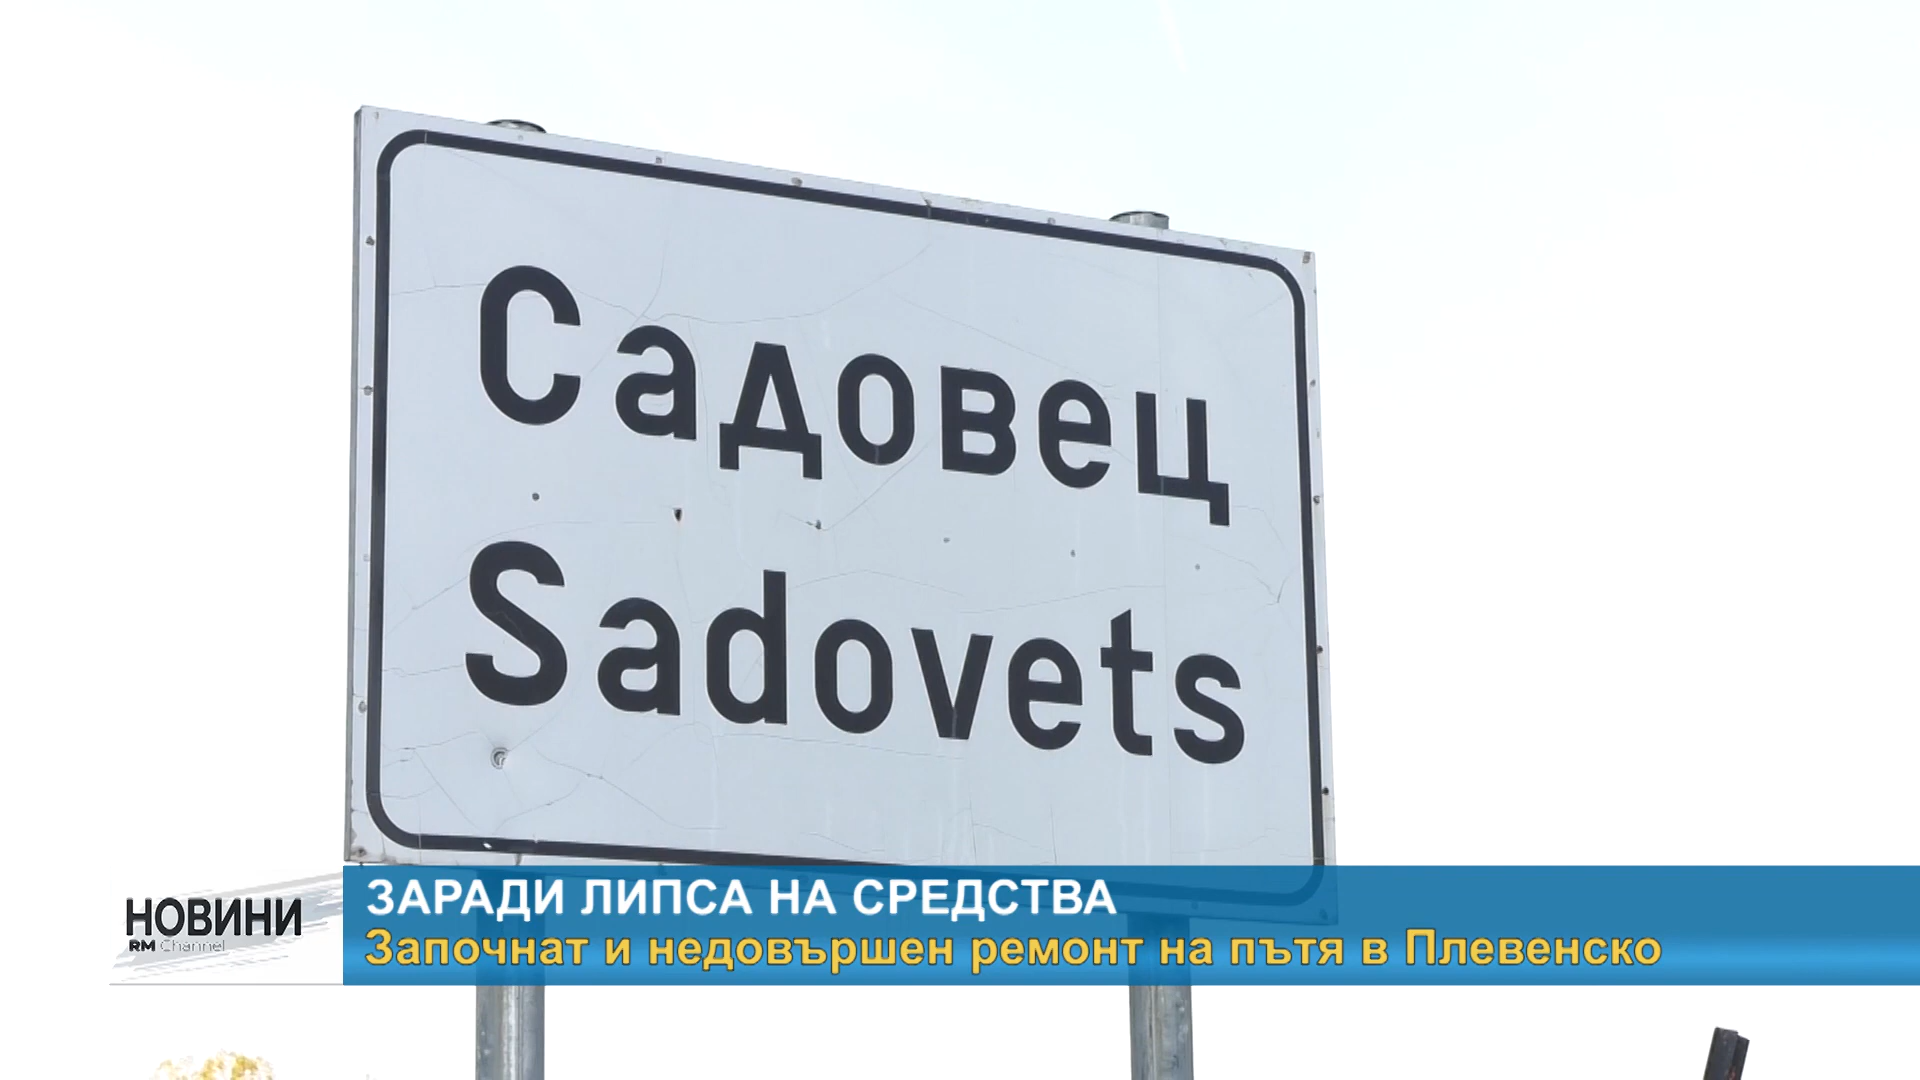 Садовец
Sadovets
НОВИНИ
RM Channel
ЗАРАДИ ЛИПСА НА СРЕДСТВА
Започнат и недовършен ремонт на пътя в Плевенско